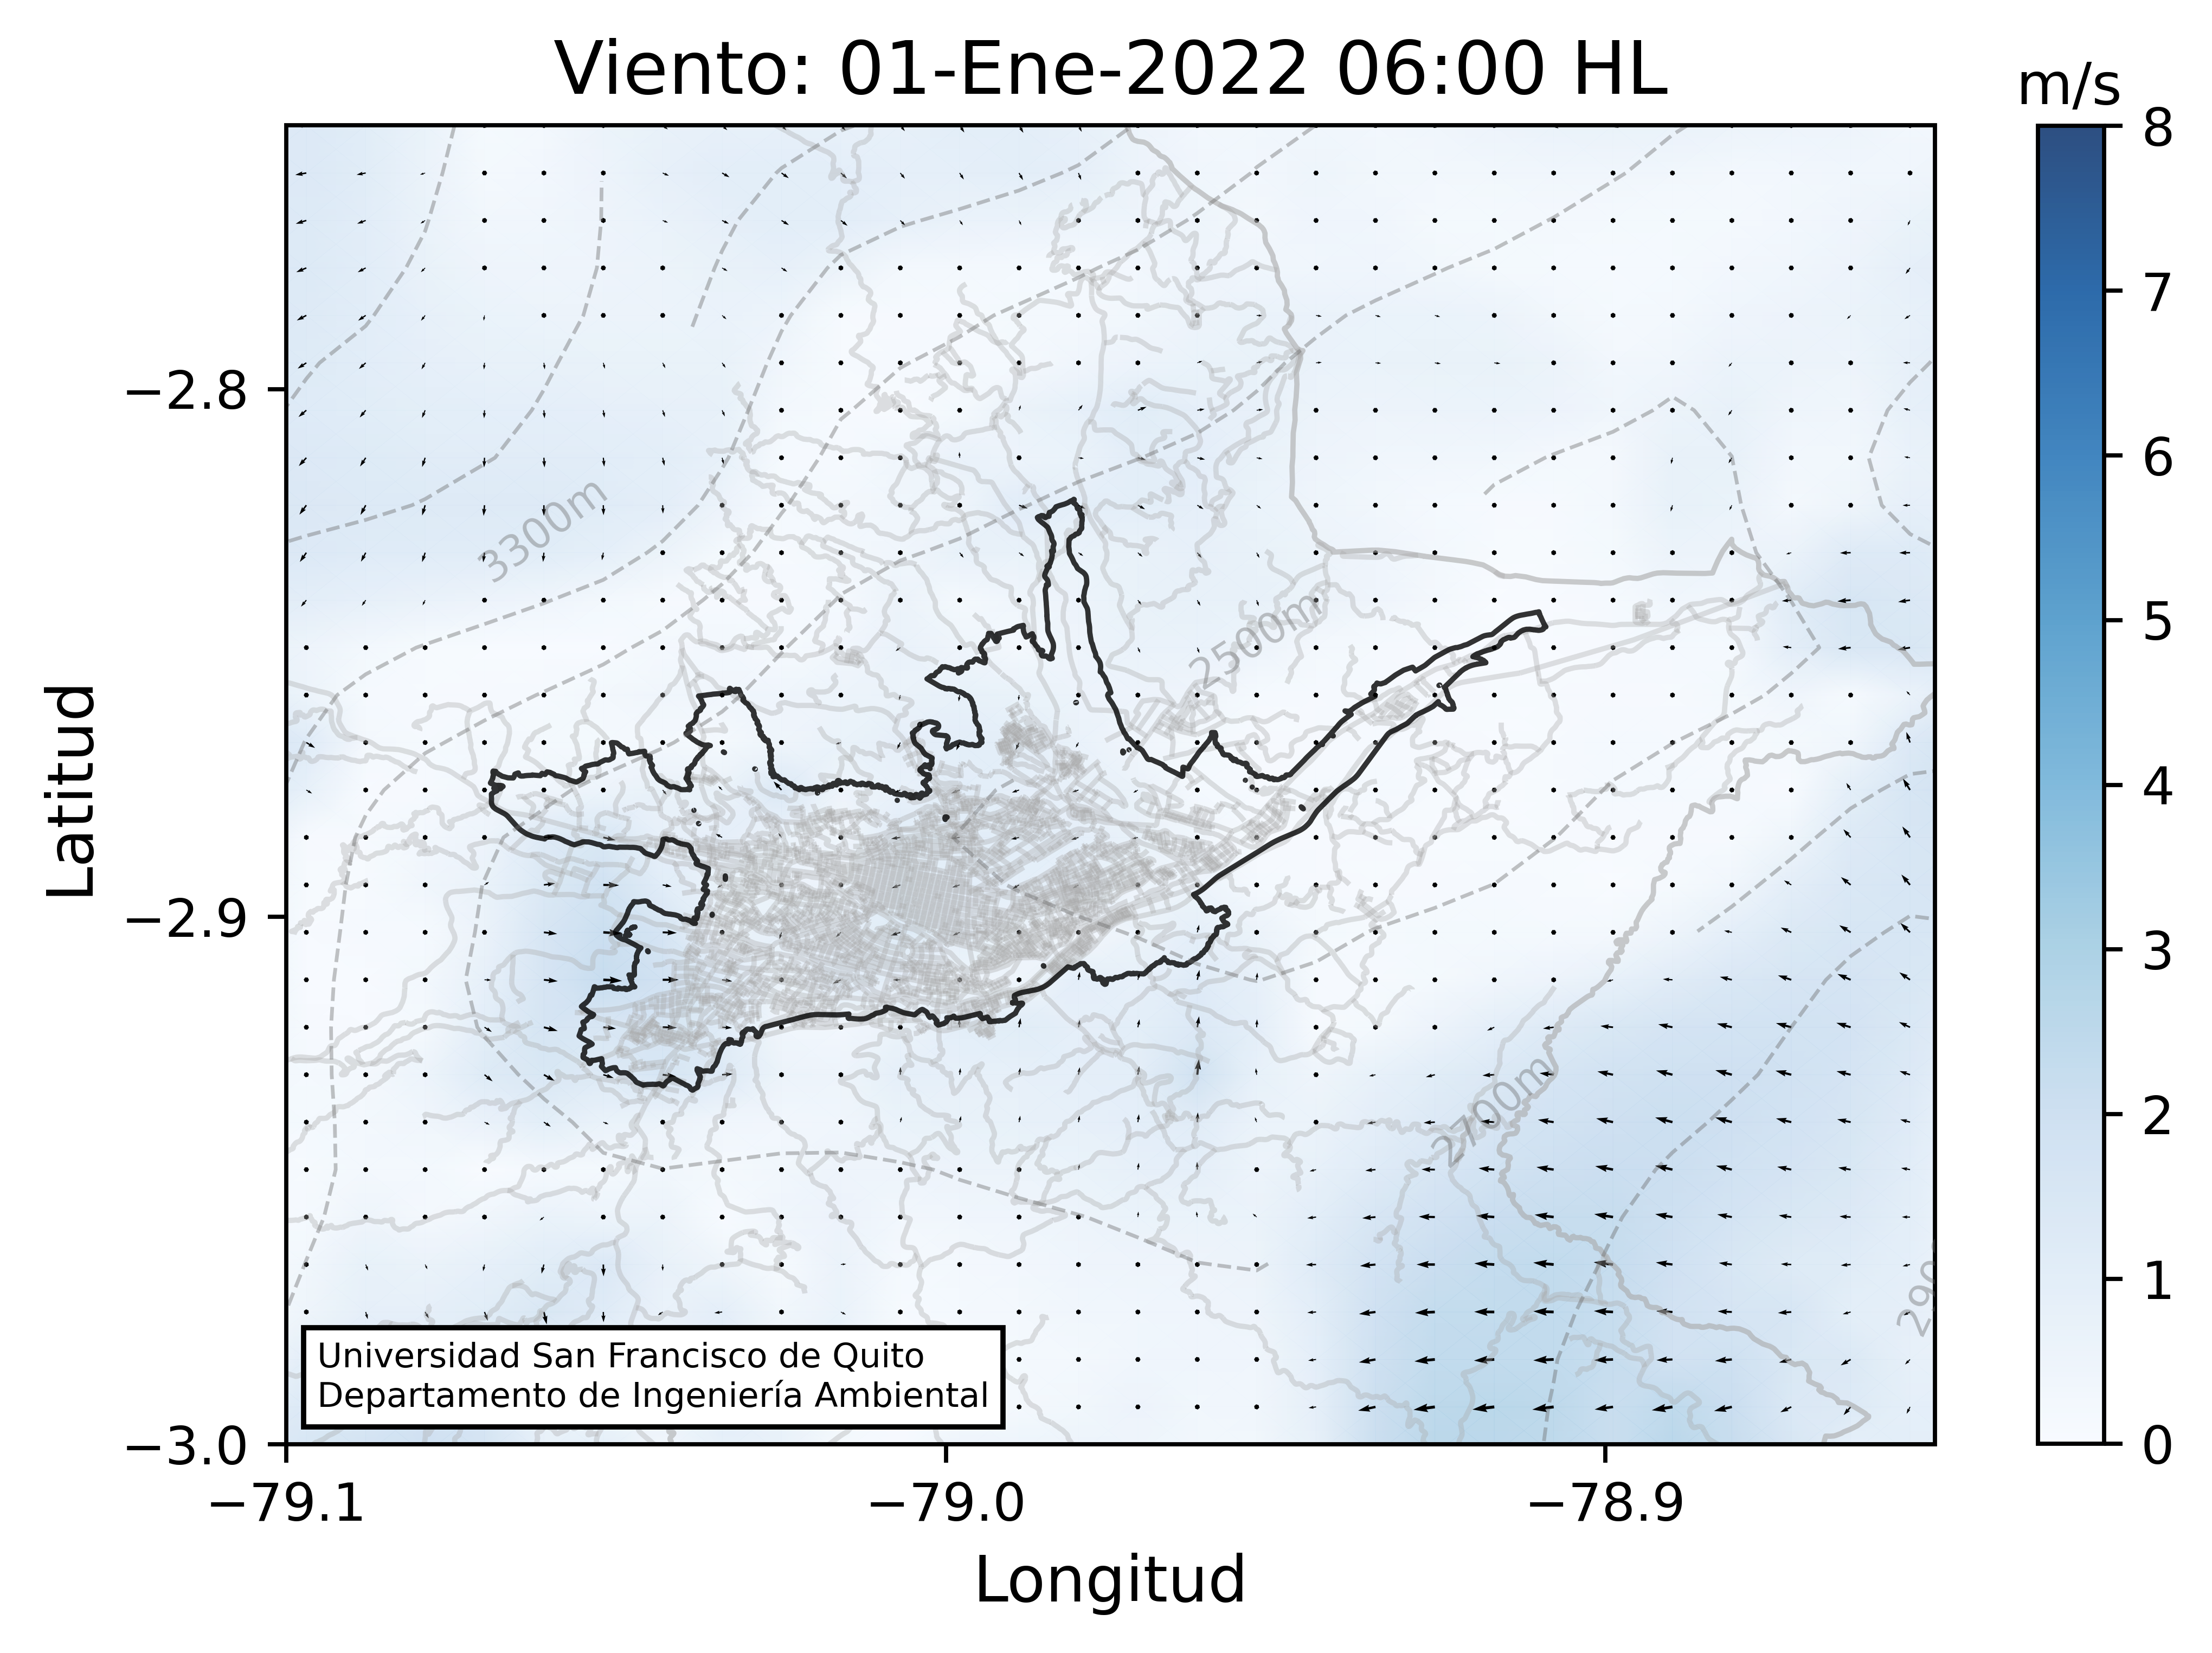 Viento: 01-Ene-2022 06:00 HL
m/s
8
7
6
5
4
3
2
1
0
Latitud
−2.8
−2.9
−3.0
3300m
2500m
2700m
290
Universidad San Francisco de Quito
Departamento de Ingeniería Ambiental
−79.1
−79.0
−78.9
Longitud